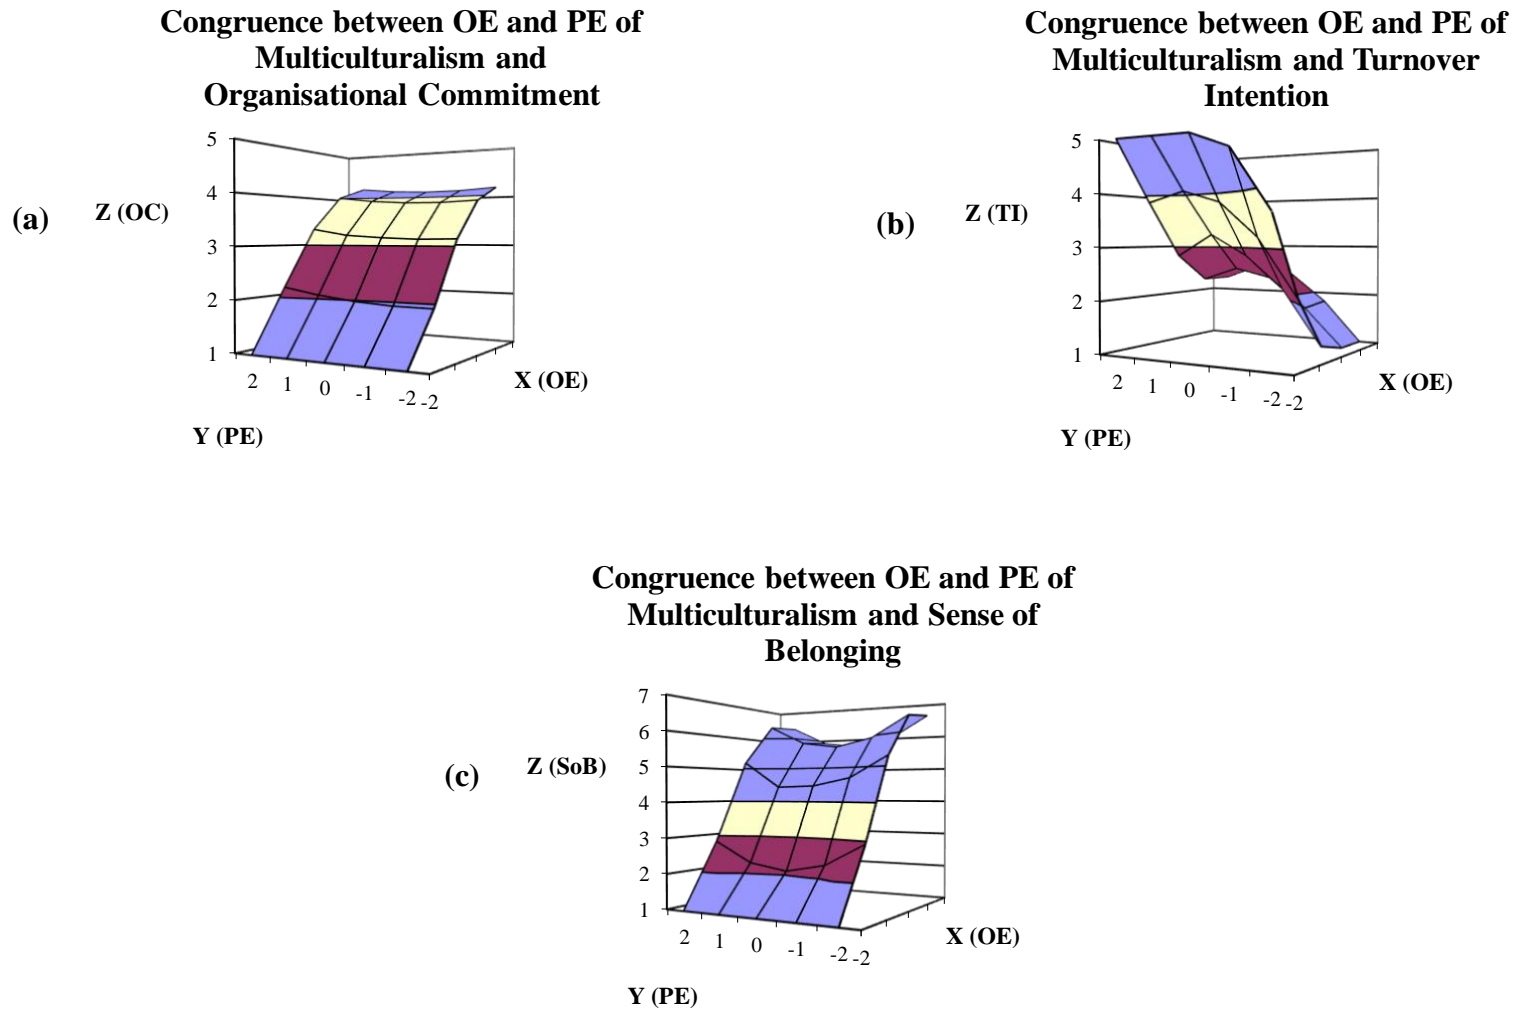 Congruence between OE and PE of
Multiculturalism and
Organisational Commitment
(a)
Z (OC)
5
4
3
2
1
2 1 0 -1 -2 -2
X (OE)
Y (PE)
Congruence between OE and PE of
Multiculturalism and Turnover
Intention
(b)
Z (TI)
5
4
3
2
1
2 1 0 -1 -2 -2
X (OE)
Y (PE)
Congruence between OE and PE of
Multiculturalism and Sense of
Belonging
(c)
Z (SoB)
7
6
5
4
3
2
1
2 1 0 -1 -2 -2
X (OE)
Y (PE)